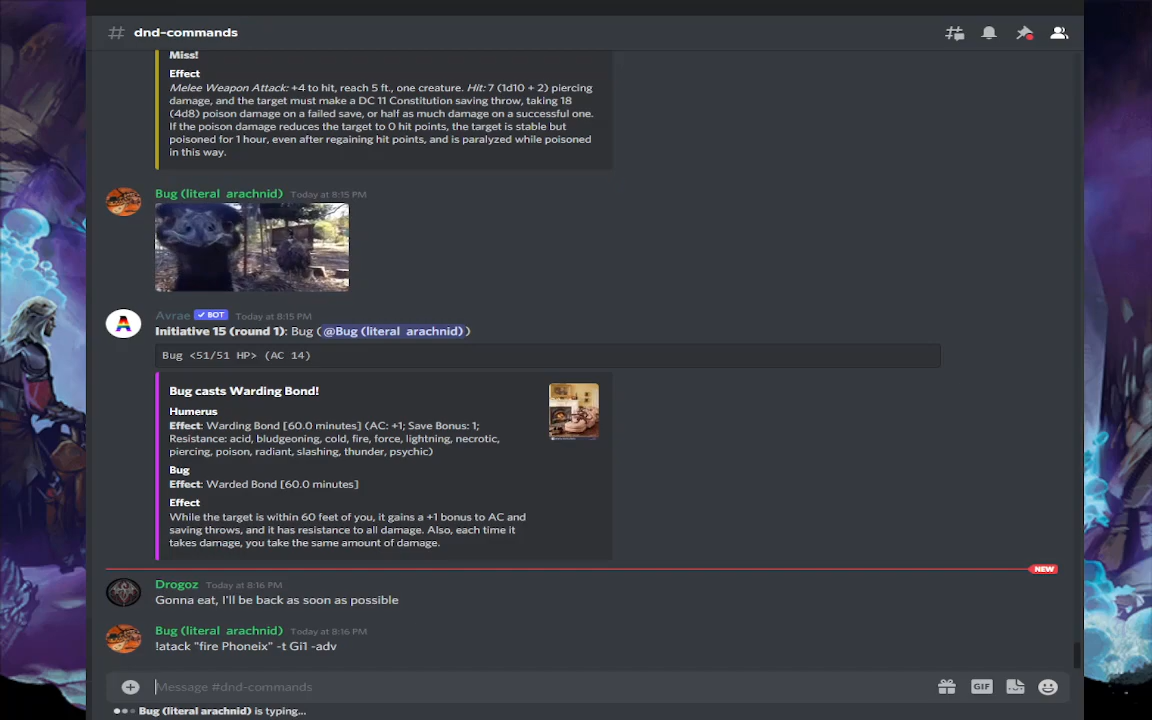 dnd-commands
Miss!
Effect
Melee Weapon Attack: +4 to hit, reach 5 ft., one creature. Hit: 7 (1d10 + 2) piercing
damage, and the target must make a DC 11 Constitution saving throw, taking 18
(4d8) poison damage on a failed save, or half as much damage on a successful one.
If the poison damage reduces the target to 0 hit points, the target is stable but
poisoned for 1 hour, even after regaining hit points, and is paralyzed while poisoned
in this way.
Bug (literal arachnid) Today at 8:15 PM
Avrae BOT Today at 8:15 PM
Initiative 15 (round 1): Bug (@Bug (literal arachnid))
Bug <51/51 HP> (AC 14)
Bug casts Warding Bond!
Humerus
Effect: Warding Bond [60.0 minutes] (AC: +1; Save Bonus: 1;
Resistance: acid, bludgeoning, cold, fire, force, lightning, necrotic,
piercing, poison, radiant, slashing, thunder, psychic)
Bug
Effect: Warded Bond [60.0 minutes]
Effect
While the target is within 60 feet of you, it gains a +1 bonus to AC and
saving throws, and it has resistance to all damage. Also, each time it
takes damage, you take the same amount of damage.
NEW
Drogoz Today at 8:16 PM
Gonna eat, I'll be back as soon as possible
Bug (literal arachnid) Today at 8:16 PM
!atack "fire Phoneix" -t Gi1 -adv
Message #dnd-commands
GIF
Bug (literal arachnid) is typing...